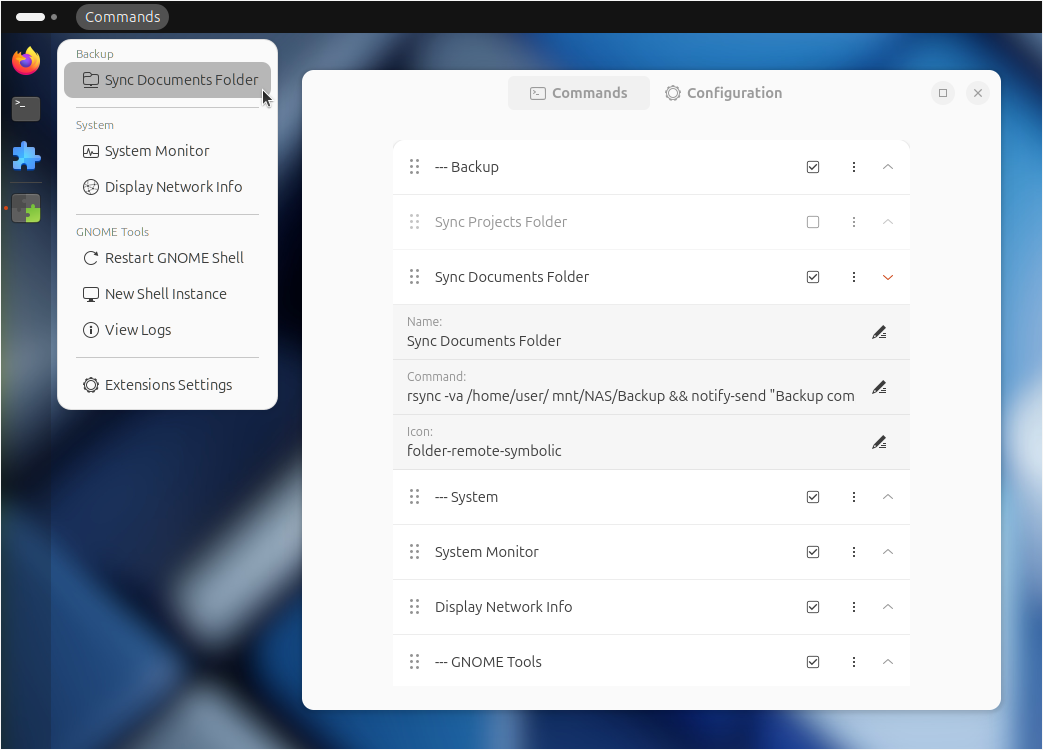 Commands
Backup
Sync Documents Folder
System
System Monitor
Display Network Info
GNOME Tools
Restart GNOME Shell
New Shell Instance
View Logs
Extensions Settings
Commands
Configuration
--- Backup
Sync Projects Folder
Sync Documents Folder
Name:
Sync Documents Folder
Command:
rsync -va /home/user/ mnt/NAS/Backup && notify-send "Backup com
Icon:
folder-remote-symbolic
--- System
System Monitor
Display Network Info
--- GNOME Tools